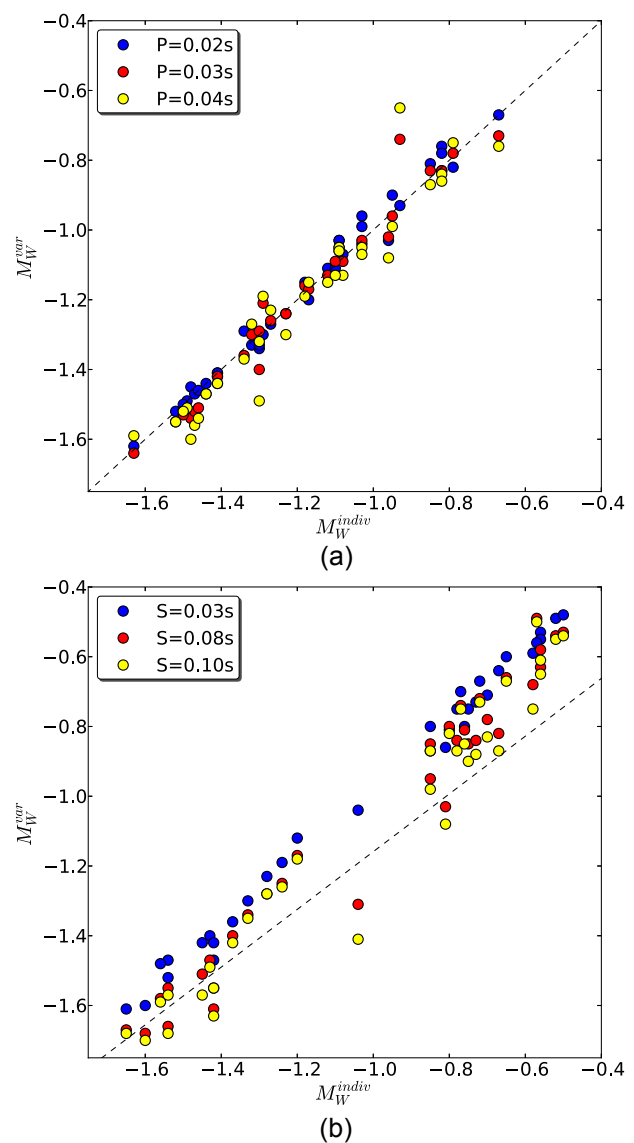 −0.4
P=0.02s
P=0.03s
P=0.04s
−0.6
−0.8
−1.0
−1.2
−1.4
−1.6
M_W^{var}
−1.6 −1.4 −1.2 −1.0 −0.8 −0.6 −0.4
M_W^{indiv}
(a)
−0.4
S=0.03s
S=0.08s
S=0.10s
−0.6
−0.8
−1.0
−1.2
−1.4
−1.6
M_W^{var}
−1.6 −1.4 −1.2 −1.0 −0.8 −0.6 −0.4
M_W^{indiv}
(b)